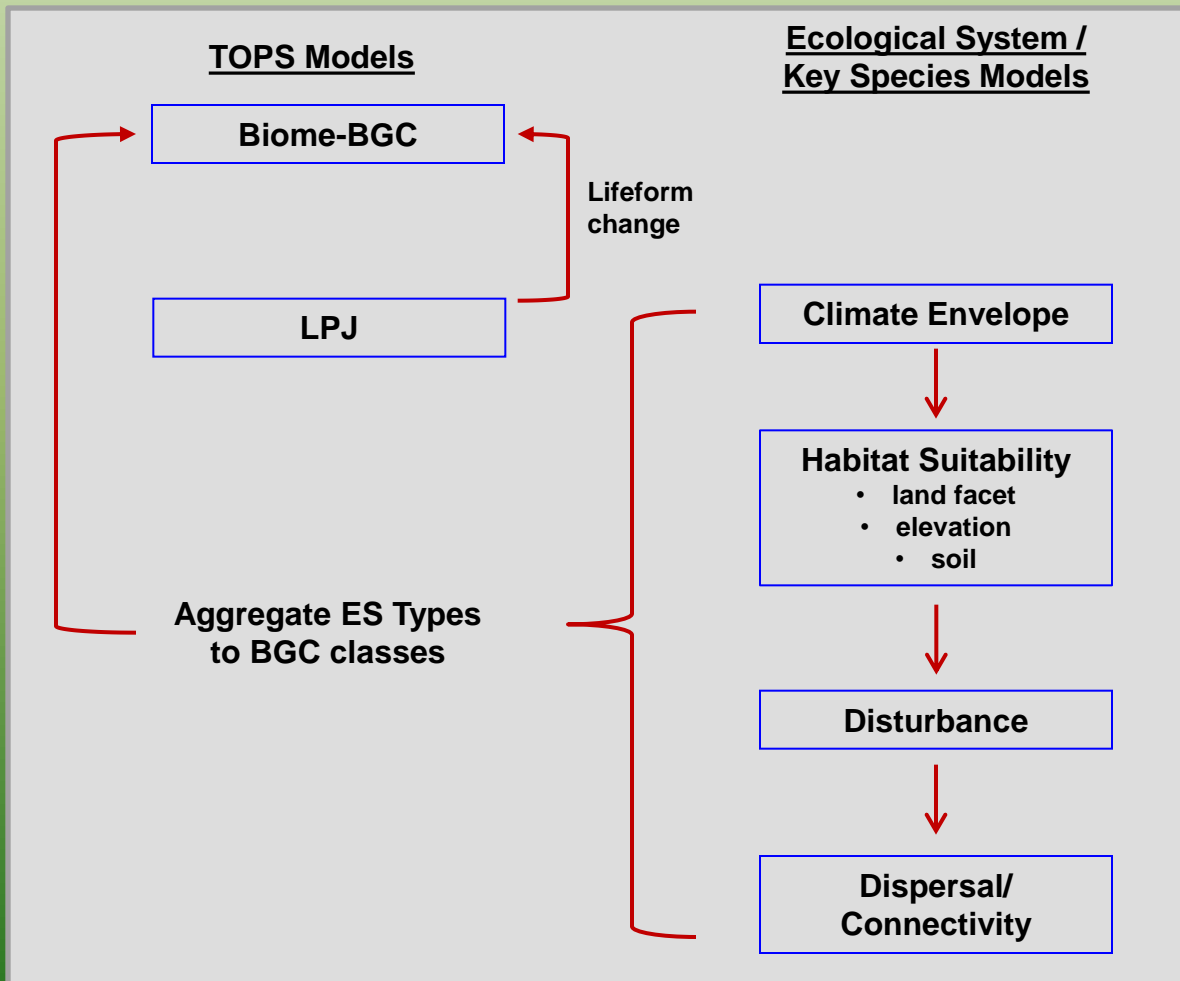 TOPS Models
Biome-BGC
Lifeform
change
LPJ
Aggregate ES Types
to BGC classes
Ecological System /
Key Species Models
Climate Envelope
Habitat Suitability
• land facet
• elevation
• soil
Disturbance
Dispersal/
Connectivity